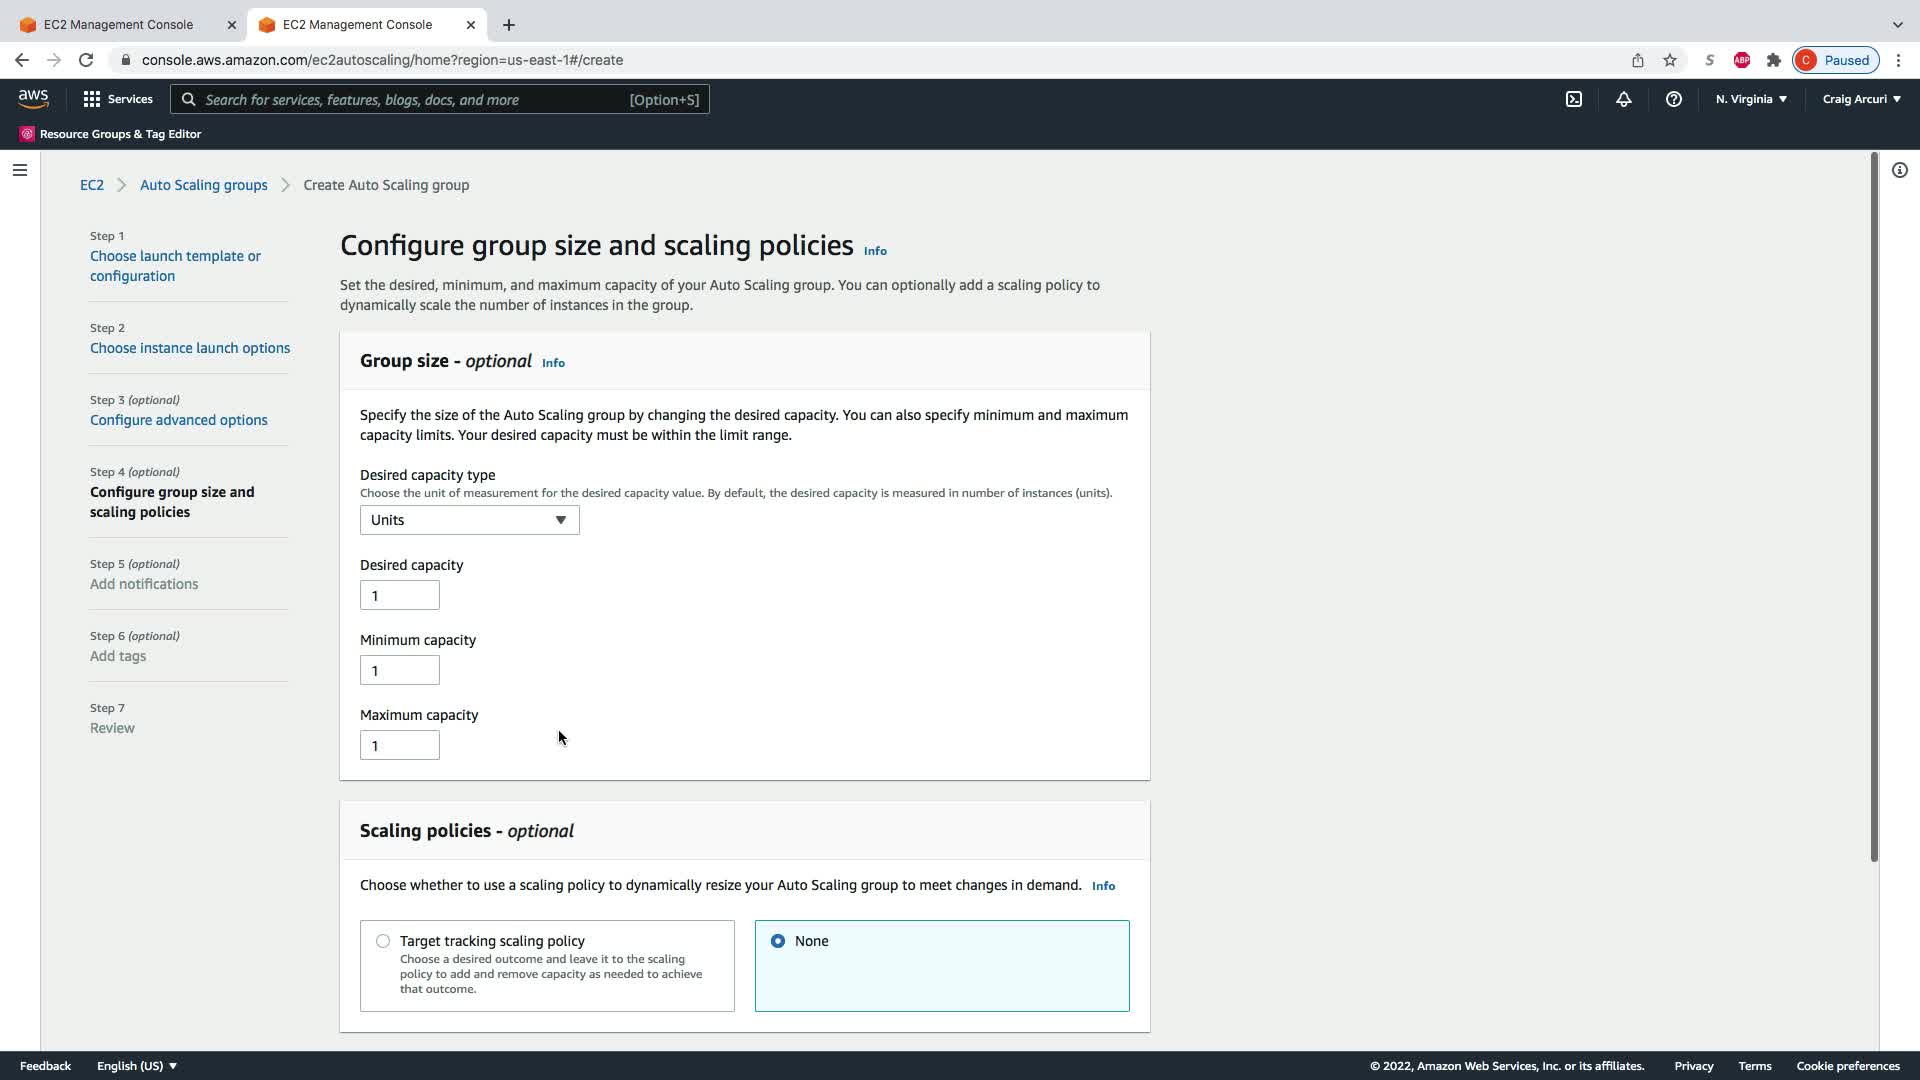 EC2 Management Console
EC2 Management Console
console.aws.amazon.com/ec2autoscaling/home?region=us-east-1#/create
S
ABP
C Paused
aws
Services
Search for services, features, blogs, docs, and more [Option+S]
N. Virginia
Craig Arcuri
Resource Groups & Tag Editor
EC2
Auto Scaling groups
Create Auto Scaling group
Step 1
Choose launch template or
configuration
Step 2
Choose instance launch options
Step 3 (optional)
Configure advanced options
Step 4 (optional)
Configure group size and
scaling policies
Step 5 (optional)
Add notifications
Step 6 (optional)
Add tags
Step 7
Review
Configure group size and scaling policies Info
Set the desired, minimum, and maximum capacity of your Auto Scaling group. You can optionally add a scaling policy to
dynamically scale the number of instances in the group.
Group size - optional Info
Specify the size of the Auto Scaling group by changing the desired capacity. You can also specify minimum and maximum
capacity limits. Your desired capacity must be within the limit range.
Desired capacity type
Choose the unit of measurement for the desired capacity value. By default, the desired capacity is measured in number of instances (units).
Units
Desired capacity
1
Minimum capacity
1
Maximum capacity
1
Scaling policies - optional
Choose whether to use a scaling policy to dynamically resize your Auto Scaling group to meet changes in demand. Info
Target tracking scaling policy
Choose a desired outcome and leave it to the scaling
policy to add and remove capacity as needed to achieve
that outcome.
None
Feedback
English (US)
© 2022, Amazon Web Services, Inc. or its affiliates.
Privacy
Terms
Cookie preferences